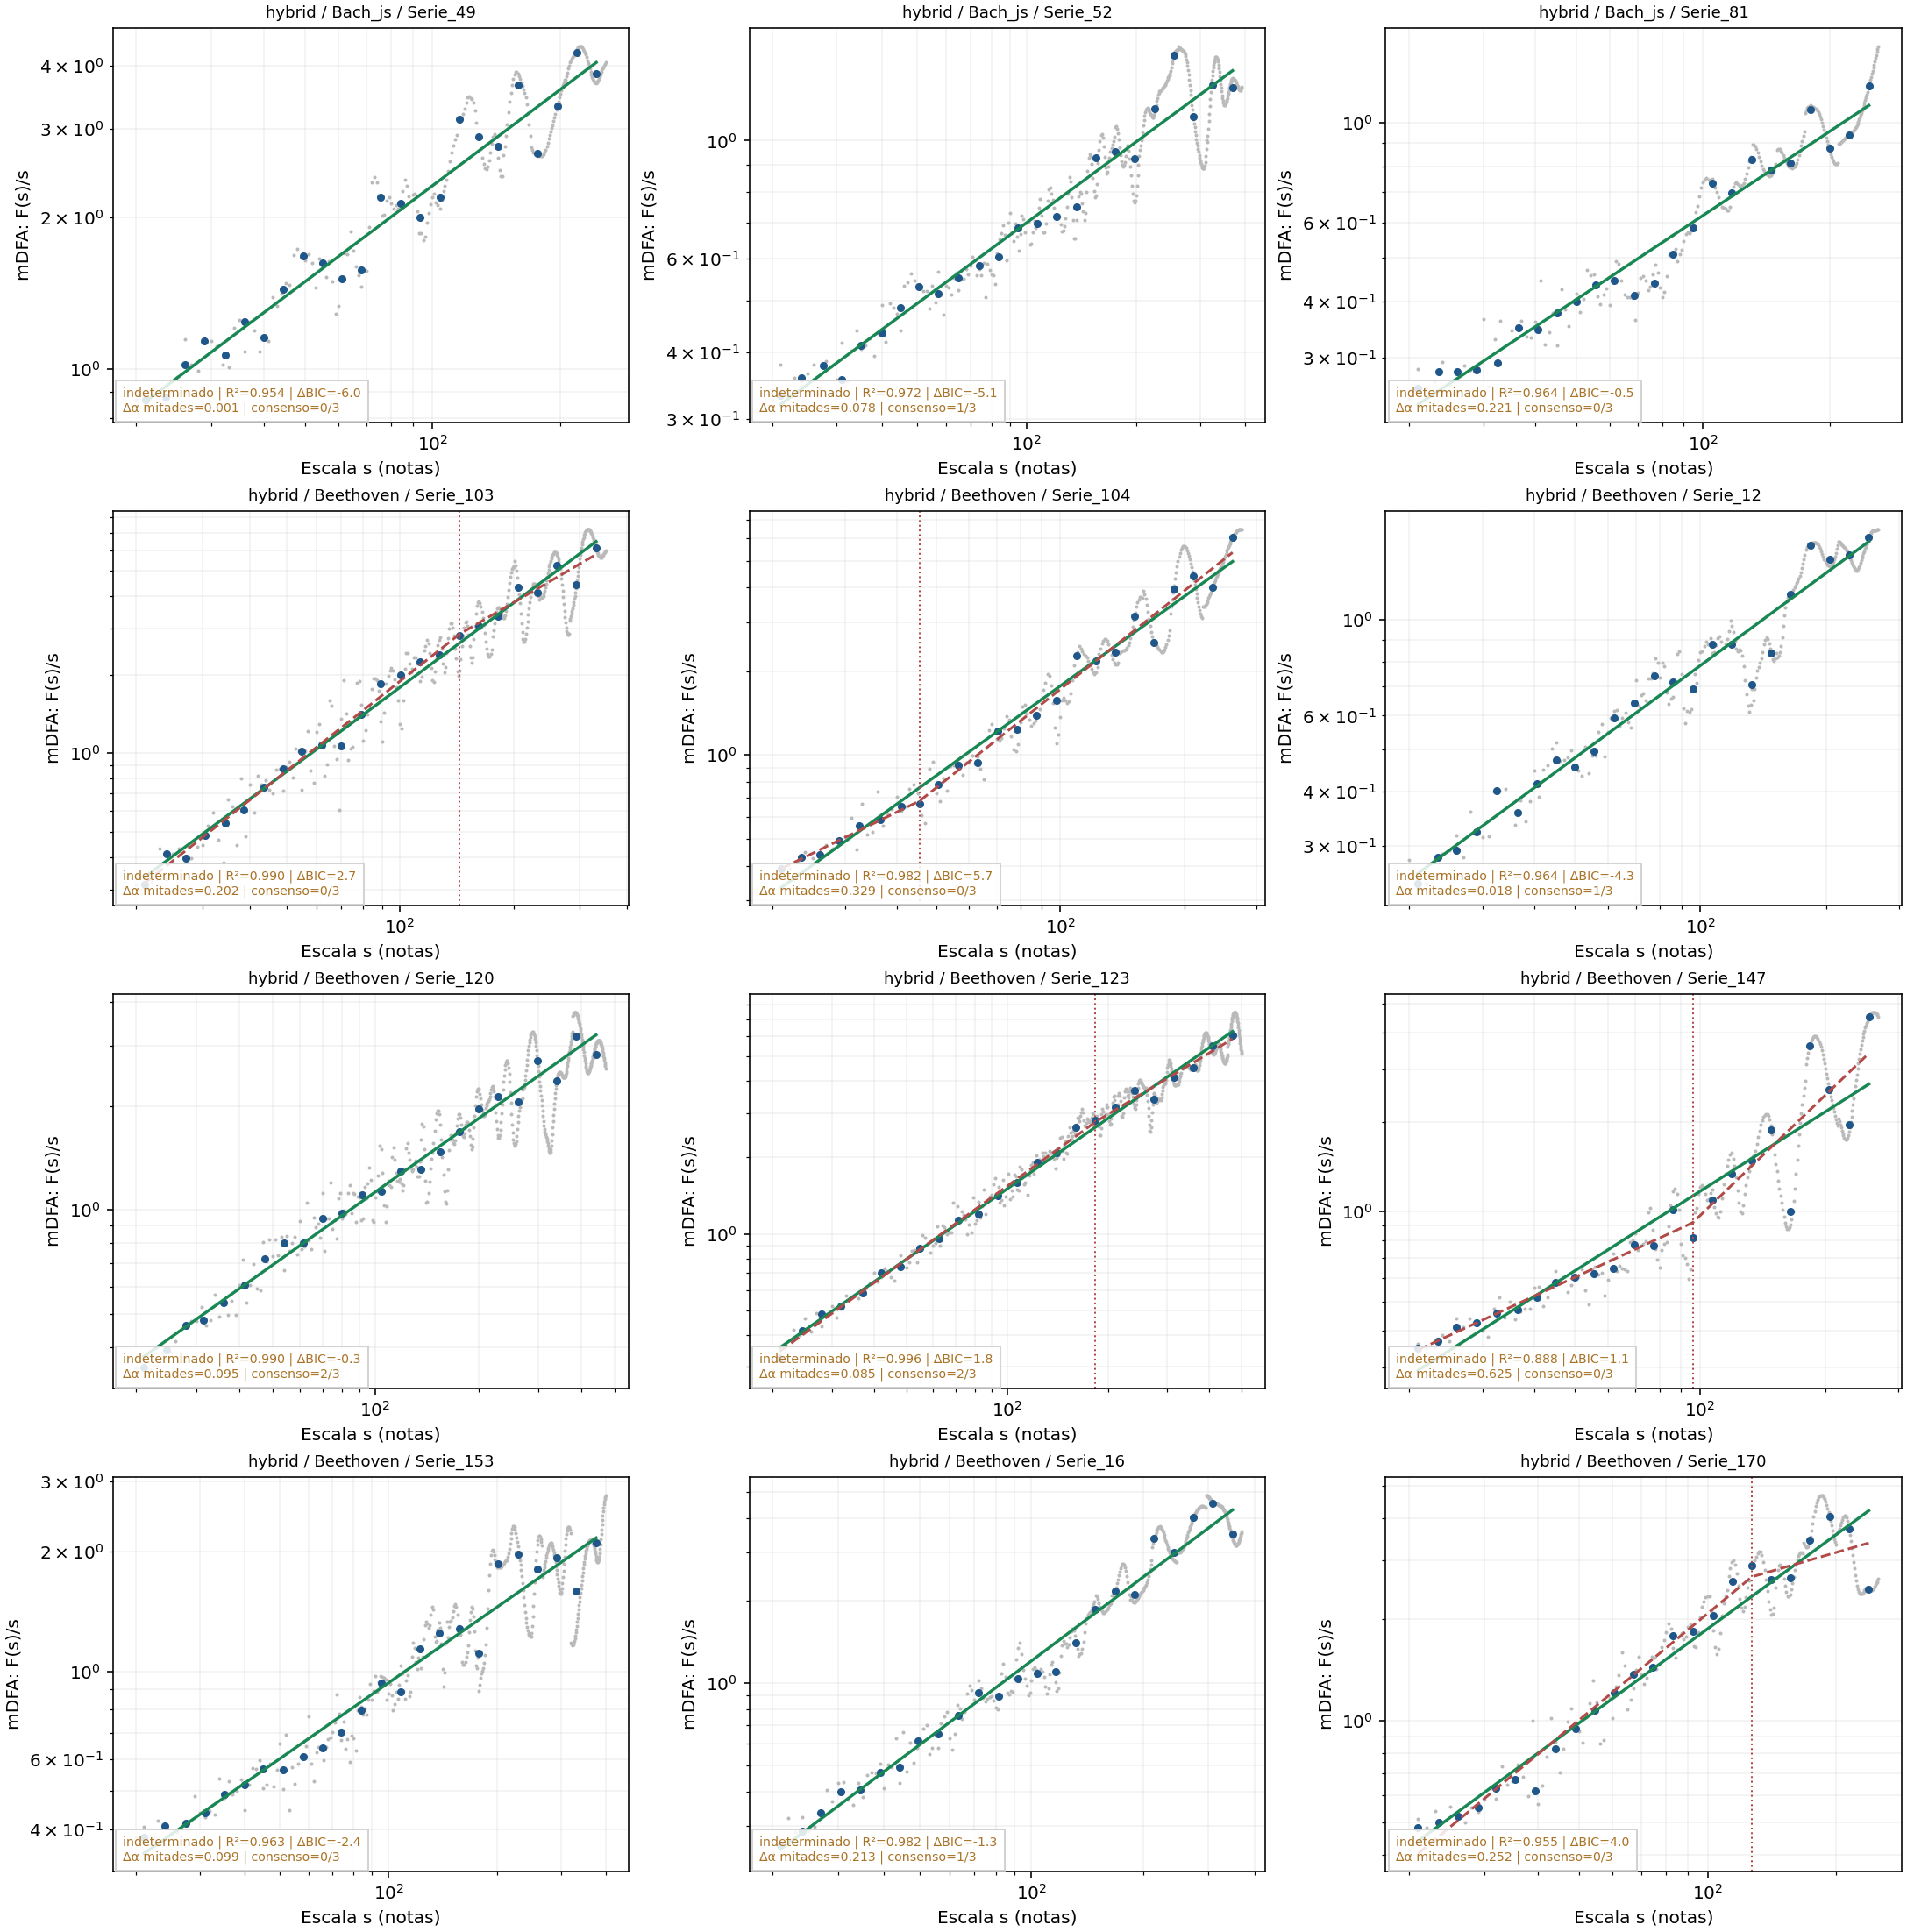 hybrid / Bach_js / Serie_49
mDFA: F(s)/s
4 × 10⁰
3 × 10⁰
2 × 10⁰
10⁰
indeterminado | R²=0.954 | ΔBIC=-6.0
Δα mitades=0.001 | consenso=0/3
10²
Escala s (notas)
hybrid / Bach_js / Serie_52
mDFA: F(s)/s
10⁰
6 × 10⁻¹
4 × 10⁻¹
3 × 10⁻¹
indeterminado | R²=0.972 | ΔBIC=-5.1
Δα mitades=0.078 | consenso=1/3
10²
Escala s (notas)
hybrid / Bach_js / Serie_81
mDFA: F(s)/s
10⁰
6 × 10⁻¹
4 × 10⁻¹
3 × 10⁻¹
indeterminado | R²=0.964 | ΔBIC=-0.5
Δα mitades=0.221 | consenso=0/3
10²
Escala s (notas)
hybrid / Beethoven / Serie_103
mDFA: F(s)/s
10⁰
indeterminado | R²=0.990 | ΔBIC=2.7
Δα mitades=0.202 | consenso=0/3
10²
Escala s (notas)
hybrid / Beethoven / Serie_104
mDFA: F(s)/s
10⁰
indeterminado | R²=0.982 | ΔBIC=5.7
Δα mitades=0.329 | consenso=0/3
10²
Escala s (notas)
hybrid / Beethoven / Serie_12
mDFA: F(s)/s
10⁰
6 × 10⁻¹
4 × 10⁻¹
3 × 10⁻¹
indeterminado | R²=0.964 | ΔBIC=-4.3
Δα mitades=0.018 | consenso=1/3
10²
Escala s (notas)
hybrid / Beethoven / Serie_120
mDFA: F(s)/s
10⁰
indeterminado | R²=0.990 | ΔBIC=-0.3
Δα mitades=0.095 | consenso=2/3
10²
Escala s (notas)
hybrid / Beethoven / Serie_123
mDFA: F(s)/s
10⁰
indeterminado | R²=0.996 | ΔBIC=1.8
Δα mitades=0.085 | consenso=2/3
10²
Escala s (notas)
hybrid / Beethoven / Serie_147
mDFA: F(s)/s
10⁰
indeterminado | R²=0.888 | ΔBIC=1.1
Δα mitades=0.625 | consenso=0/3
10²
Escala s (notas)
hybrid / Beethoven / Serie_153
mDFA: F(s)/s
3 × 10⁰
2 × 10⁰
10⁰
6 × 10⁻¹
4 × 10⁻¹
indeterminado | R²=0.963 | ΔBIC=-2.4
Δα mitades=0.099 | consenso=0/3
10²
Escala s (notas)
hybrid / Beethoven / Serie_16
mDFA: F(s)/s
10⁰
indeterminado | R²=0.982 | ΔBIC=-1.3
Δα mitades=0.213 | consenso=1/3
10²
Escala s (notas)
hybrid / Beethoven / Serie_170
mDFA: F(s)/s
10⁰
indeterminado | R²=0.955 | ΔBIC=4.0
Δα mitades=0.252 | consenso=0/3
10²
Escala s (notas)